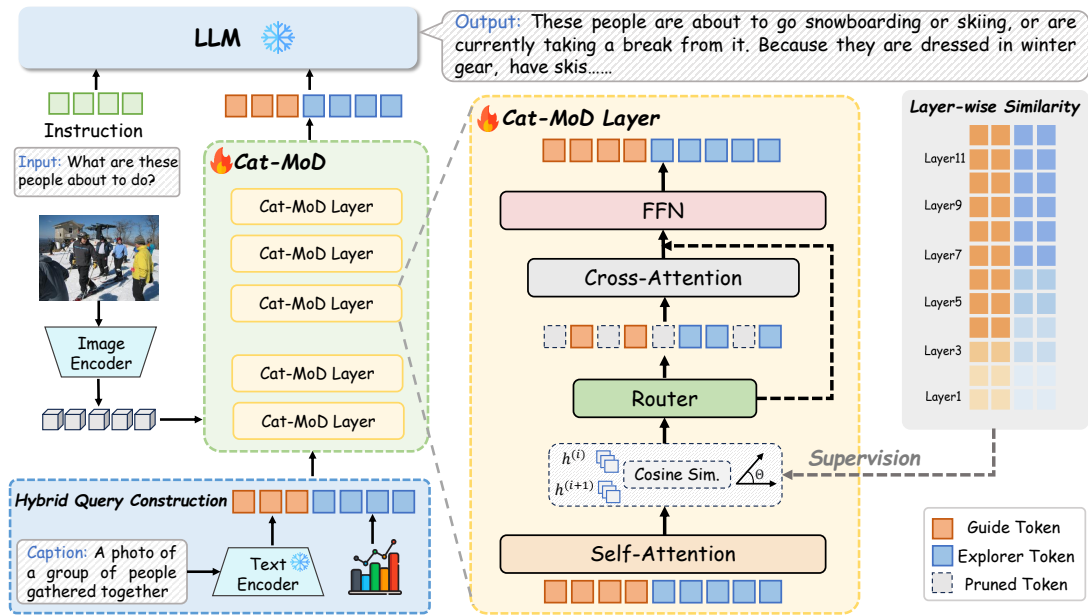 LLM
Output: These people are about to go snowboarding or skiing, or are
currently taking a break from it. Because they are dressed in winter
gear, have skis......
Instruction
Input: What are these
people about to do?
Image
Encoder
Cat-MoD
Cat-MoD Layer
Cat-MoD Layer
Cat-MoD Layer
Cat-MoD Layer
Cat-MoD Layer
Hybrid Query Construction
Caption: A photo of
a group of people
gathered together
Text
Encoder
Cat-MoD Layer
FFN
Cross-Attention
Router
h^(i)
h^(i+1)
Cosine Sim.
Θ
Self-Attention
Supervision
Layer-wise Similarity
Layer11
Layer9
Layer7
Layer5
Layer3
Layer1
Guide Token
Explorer Token
Pruned Token